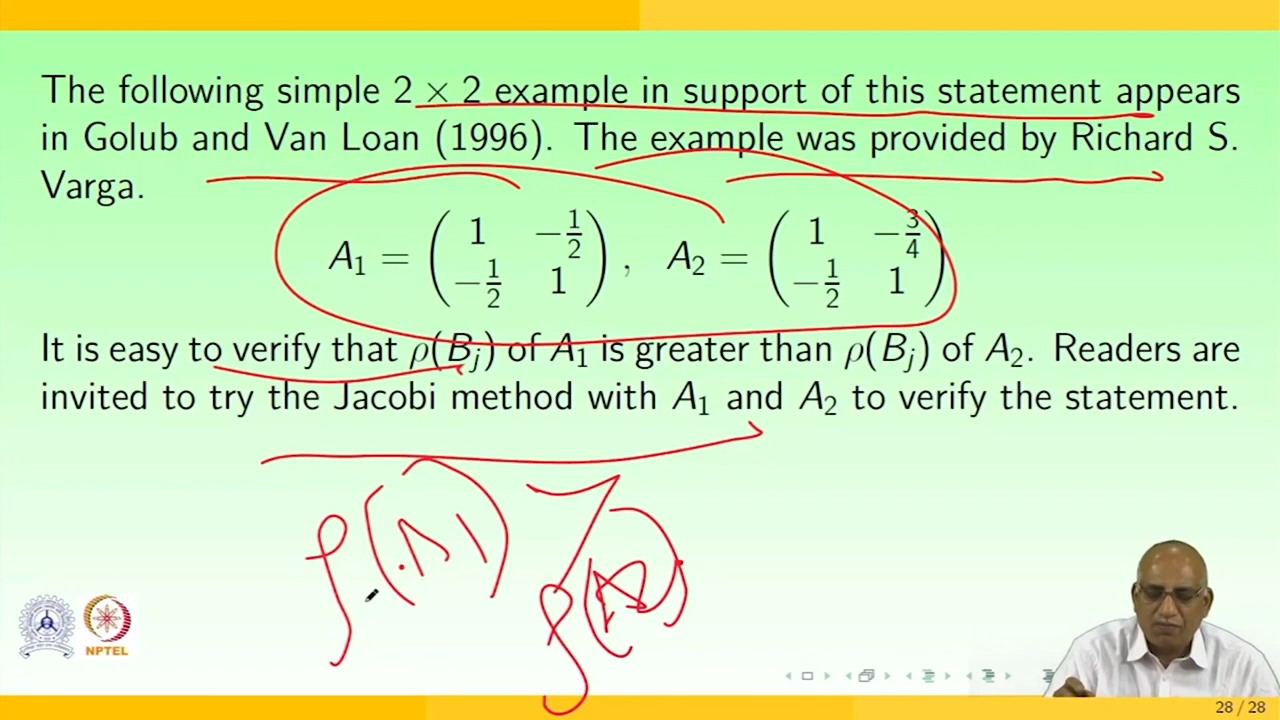 The following simple 2 × 2 example in support of this statement appears
in Golub and Van Loan (1996). The example was provided by Richard S.
Varga.
A₁ = ( 1 −1/2 ; −1/2 1 ), A₂ = ( 1 −3/4 ; −1/2 1 )
It is easy to verify that ρ(Bⱼ) of A₁ is greater than ρ(Bⱼ) of A₂. Readers are
invited to try the Jacobi method with A₁ and A₂ to verify the statement.
ρ(A1) >
ρ(A2)
NPTEL
28 / 28